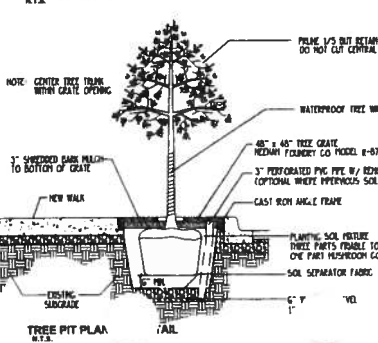 N.T.S.
PRUNE 1/5 BUT RETAIN
DO NOT CUT CENTRAL
NOTE: CENTER TREE TRUNK
WITHIN GRATE OPENING
WATERPROOF TREE
48" x 48" TREE GRATE
NEENAH FOUNDRY CO MODEL
3" SHREDDED BARK MULCH
TO BOTTOM OF GRATE
3" PERFORATED PVC PIPE W/
(OPTIONAL WHERE IMPERVIOUS SOIL
CAST IRON ANGLE FRAME
NEW WALK
PLANTING SOIL MIXTURE
THREE PARTS FRIABLE
ONE PART MUSHROOM
SOIL SEPARATOR FABRIC
6" MIN.
EXISTING
SUBGRADE
6"
1"
TREE PIT
N.T.S.